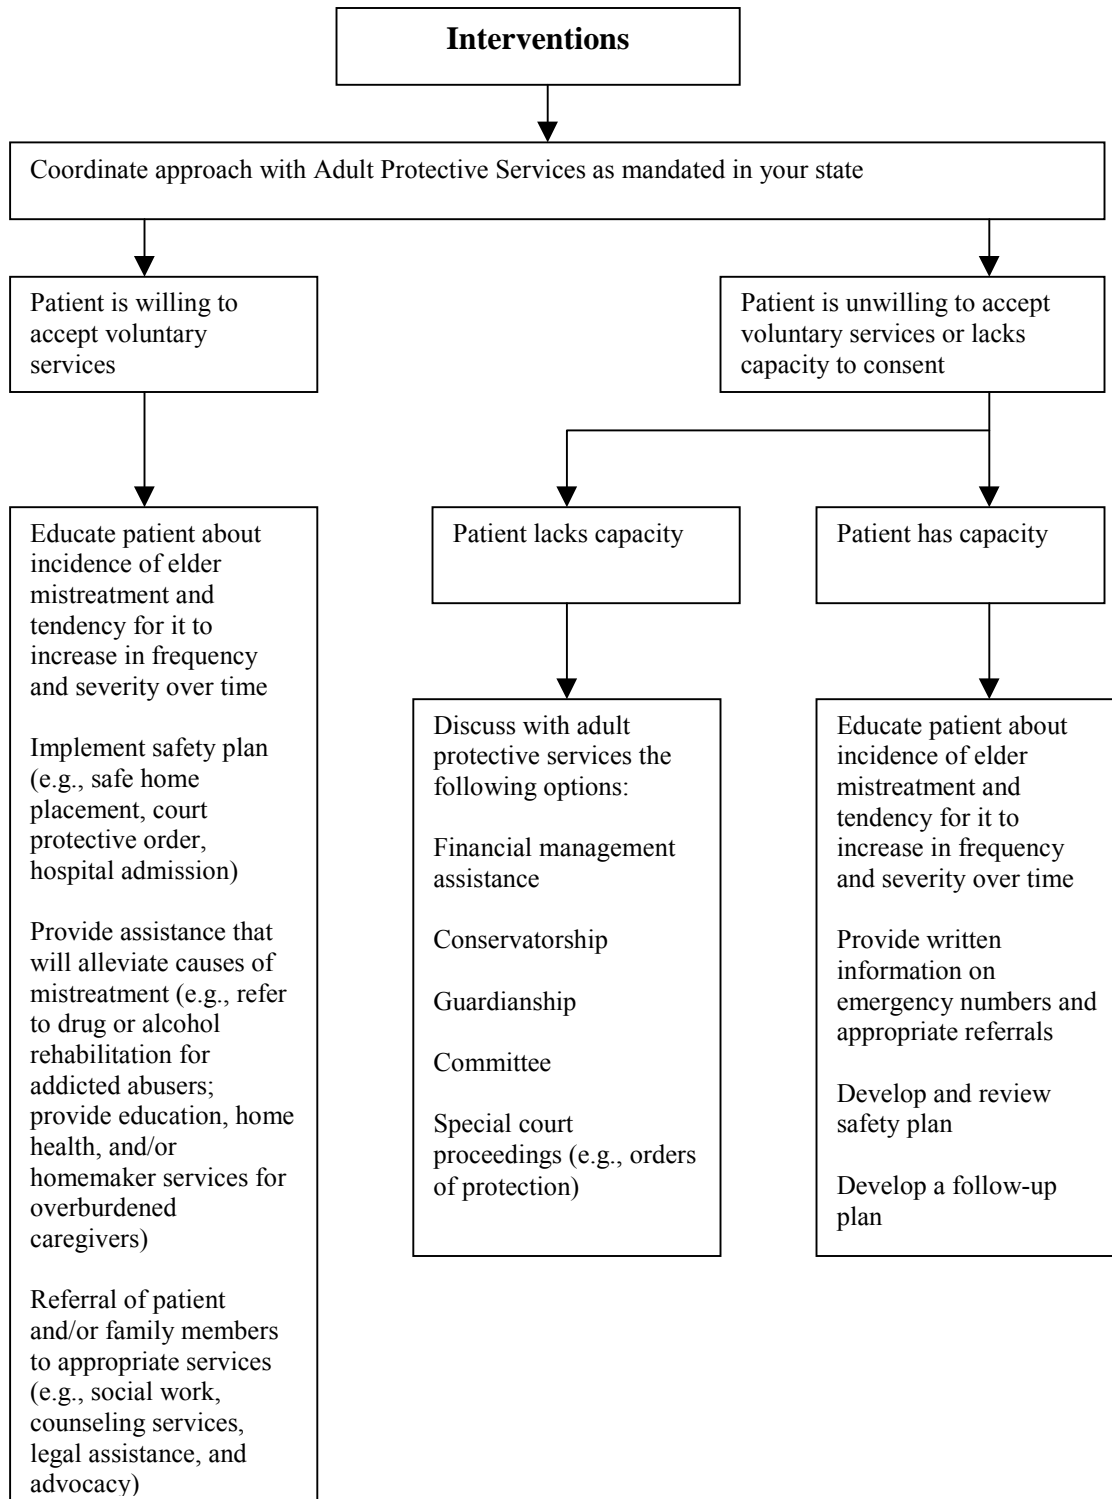 Interventions
Coordinate approach with Adult Protective Services as mandated in your state
Patient is willing to
accept voluntary
services
Patient is unwilling to accept
voluntary services or lacks
capacity to consent
Patient lacks capacity
Patient has capacity
Educate patient about
incidence of elder
mistreatment and
tendency for it to
increase in frequency
and severity over time
Implement safety plan
(e.g., safe home
placement, court
protective order,
hospital admission)
Provide assistance that
will alleviate causes of
mistreatment (e.g., refer
to drug or alcohol
rehabilitation for
addicted abusers;
provide education, home
health, and/or
homemaker services for
overburdened
caregivers)
Referral of patient
and/or family members
to appropriate services
(e.g., social work,
counseling services,
legal assistance, and
advocacy)
Discuss with adult
protective services the
following options:
Financial management
assistance
Conservatorship
Guardianship
Committee
Special court
proceedings (e.g., orders
of protection)
Educate patient about
incidence of elder
mistreatment and
tendency for it to
increase in frequency
and severity over time
Provide written
information on
emergency numbers and
appropriate referrals
Develop and review
safety plan
Develop a follow-up
plan